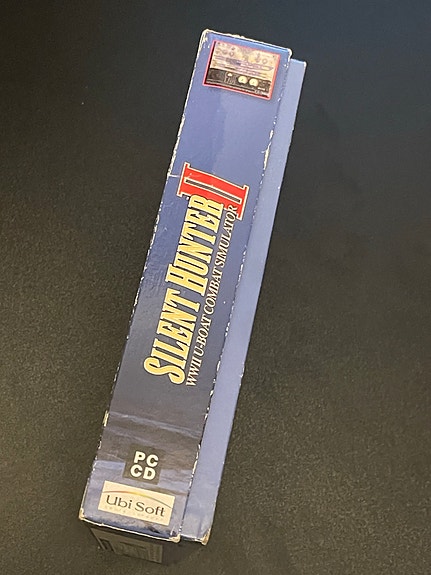 SILENT HUNTER II
WWII U-BOAT COMBAT SIMULATOR
PC
CD
Ubi Soft